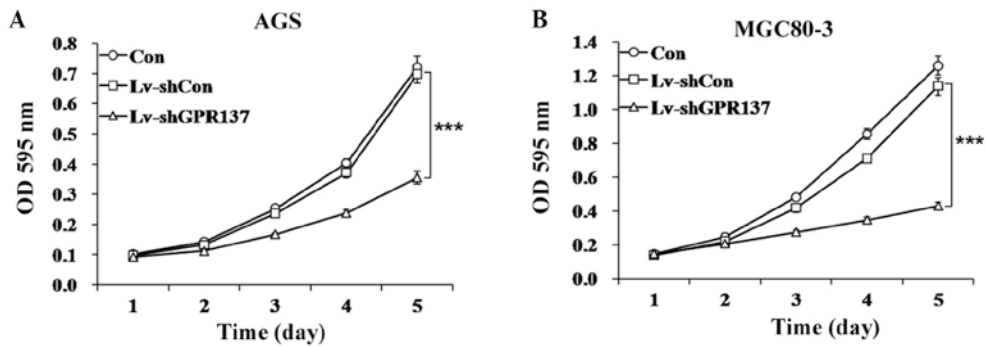 A
AGS
OD 595 nm
0.8
0.7
0.6
0.5
0.4
0.3
0.2
0.1
0.0
Con
Lv-shCon
Lv-shGPR137
***
1 2 3 4 5
Time (day)
B
MGC80-3
OD 595 nm
1.4
1.2
1.0
0.8
0.6
0.4
0.2
0.0
Con
Lv-shCon
Lv-shGPR137
***
1 2 3 4 5
Time (day)